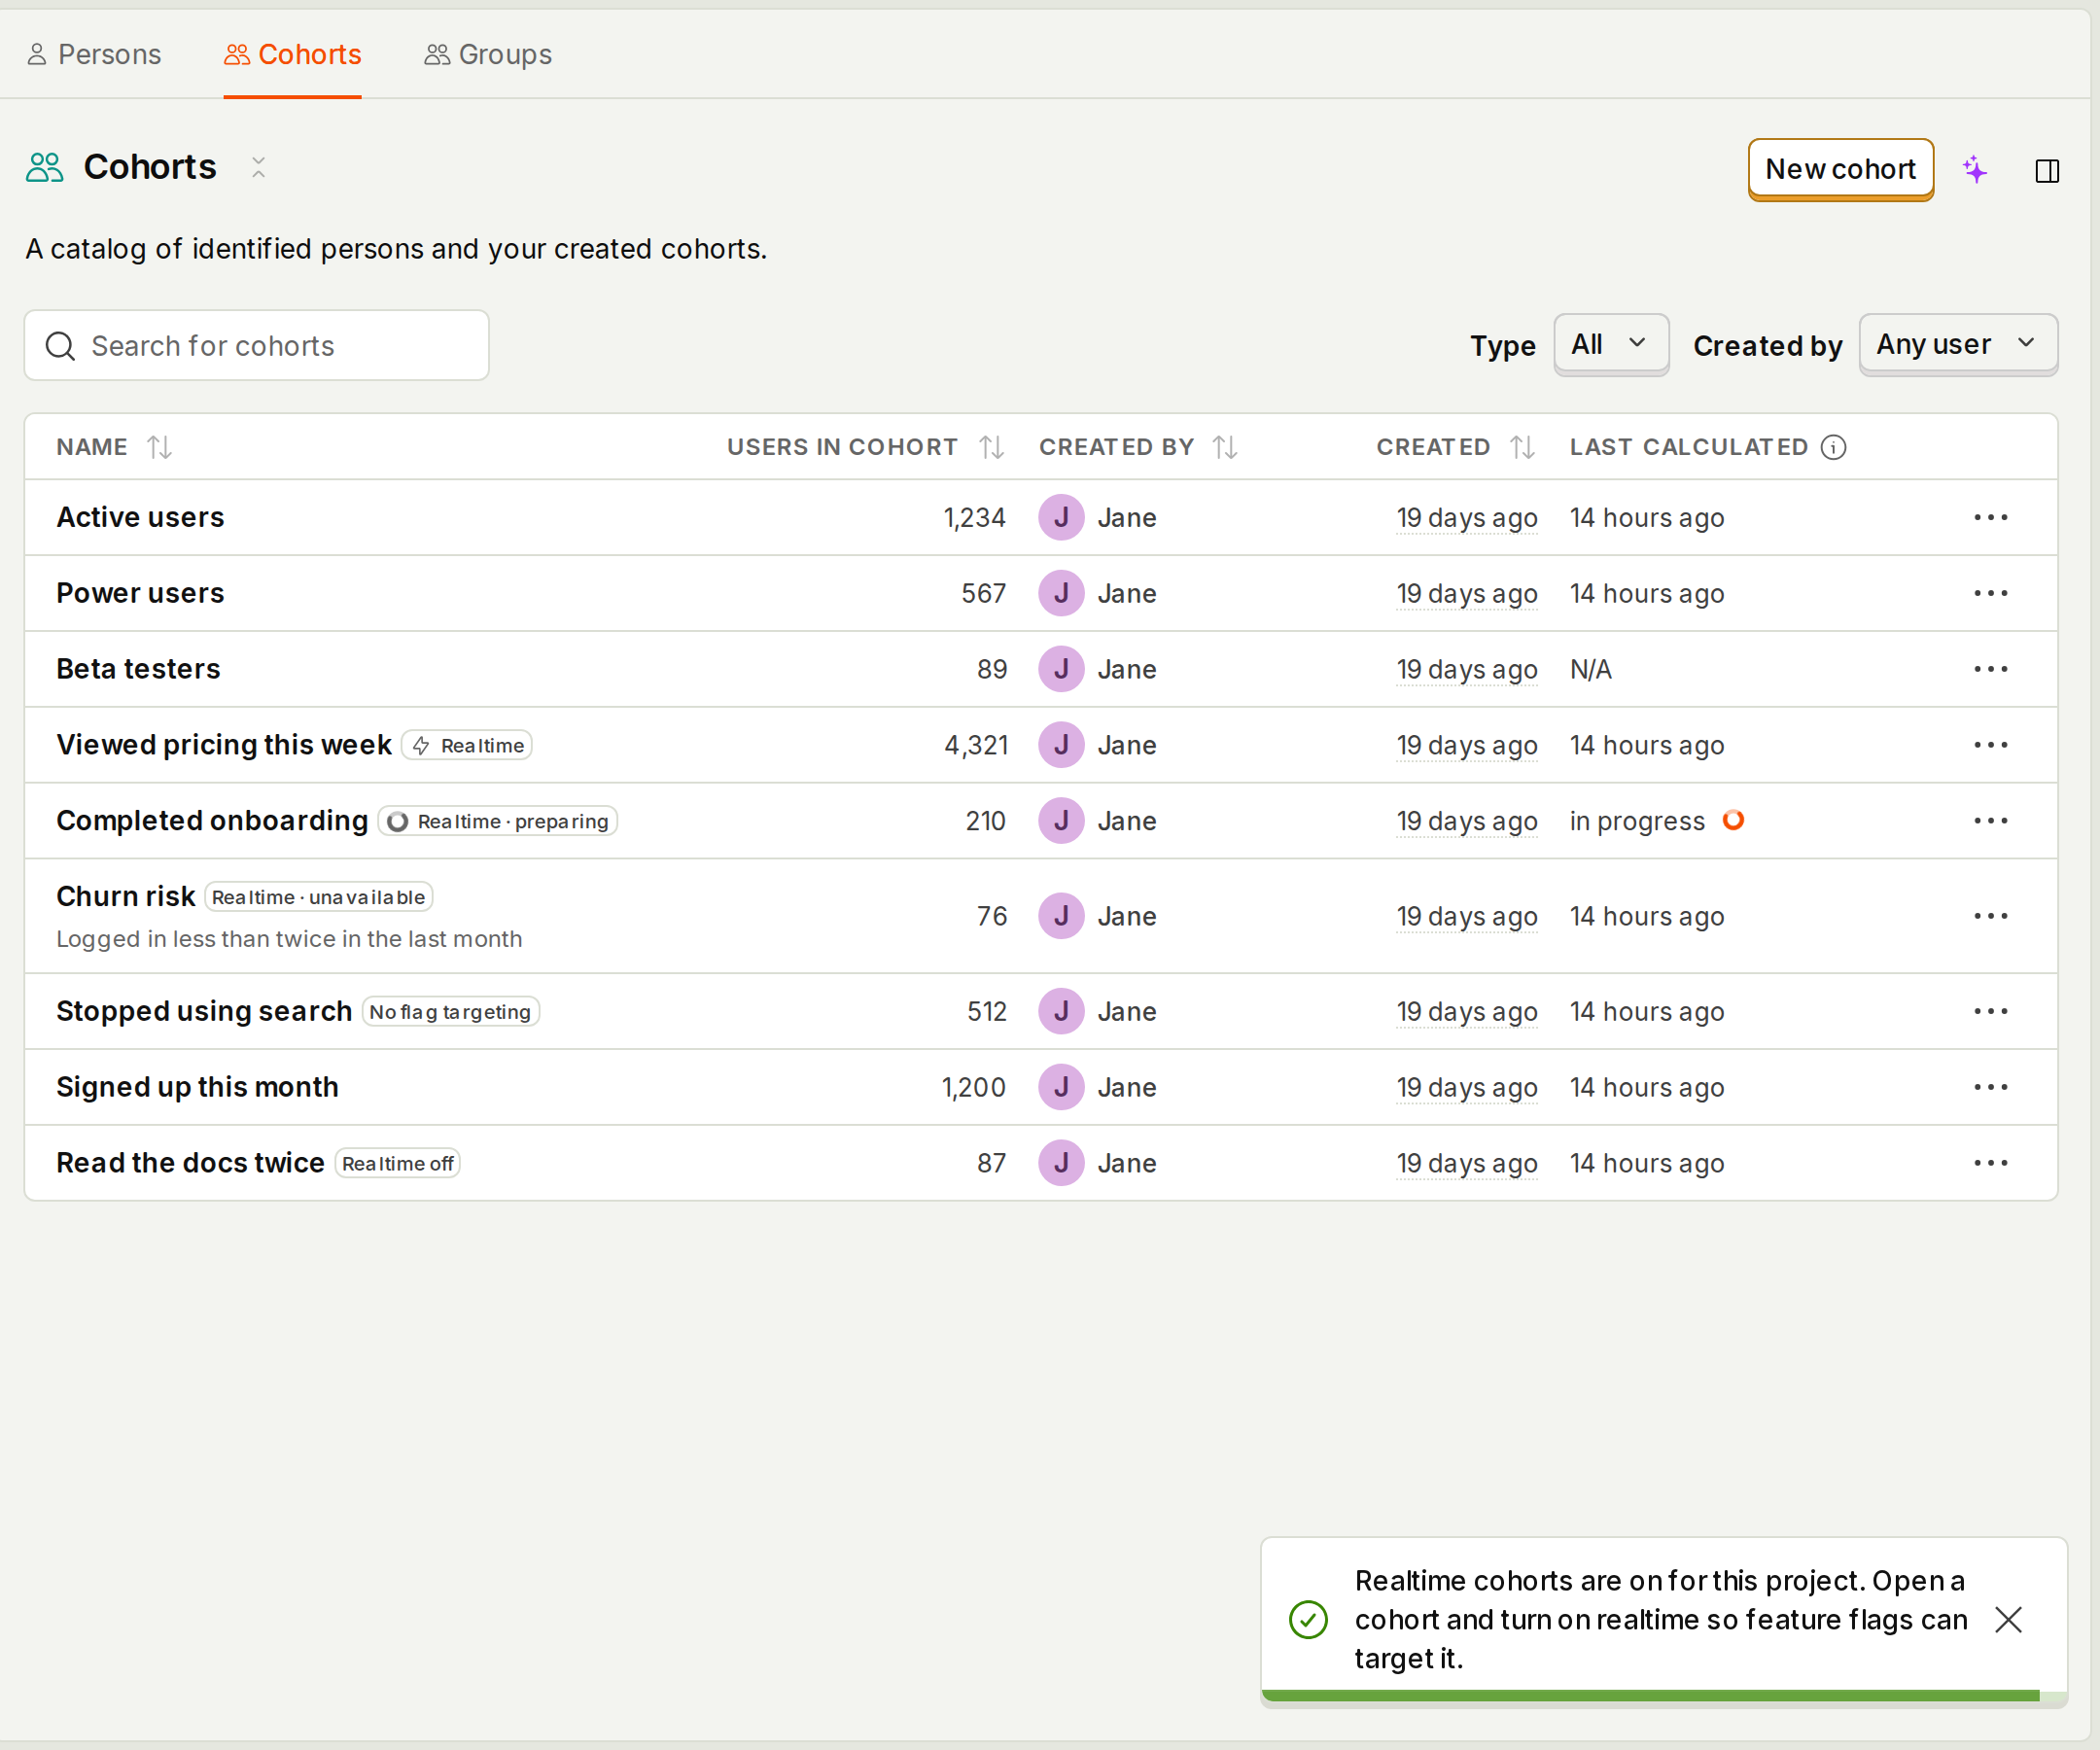 Persons Cohorts Groups
Cohorts
New cohort
A catalog of identified persons and your created cohorts.
Search for cohorts
Type All Created by Any user
NAME USERS IN COHORT CREATED BY CREATED LAST CALCULATED
Active users 1,234 J Jane 19 days ago 14 hours ago
Power users 567 J Jane 19 days ago 14 hours ago
Beta testers 89 J Jane 19 days ago N/A
Viewed pricing this week Realtime 4,321 J Jane 19 days ago 14 hours ago
Completed onboarding Realtime · preparing 210 J Jane 19 days ago in progress
Churn risk Realtime · unavailable 76 J Jane 19 days ago 14 hours ago
Logged in less than twice in the last month
Stopped using search No flag targeting 512 J Jane 19 days ago 14 hours ago
Signed up this month 1,200 J Jane 19 days ago 14 hours ago
Read the docs twice Realtime off 87 J Jane 19 days ago 14 hours ago
Realtime cohorts are on for this project. Open a
cohort and turn on realtime so feature flags can
target it.